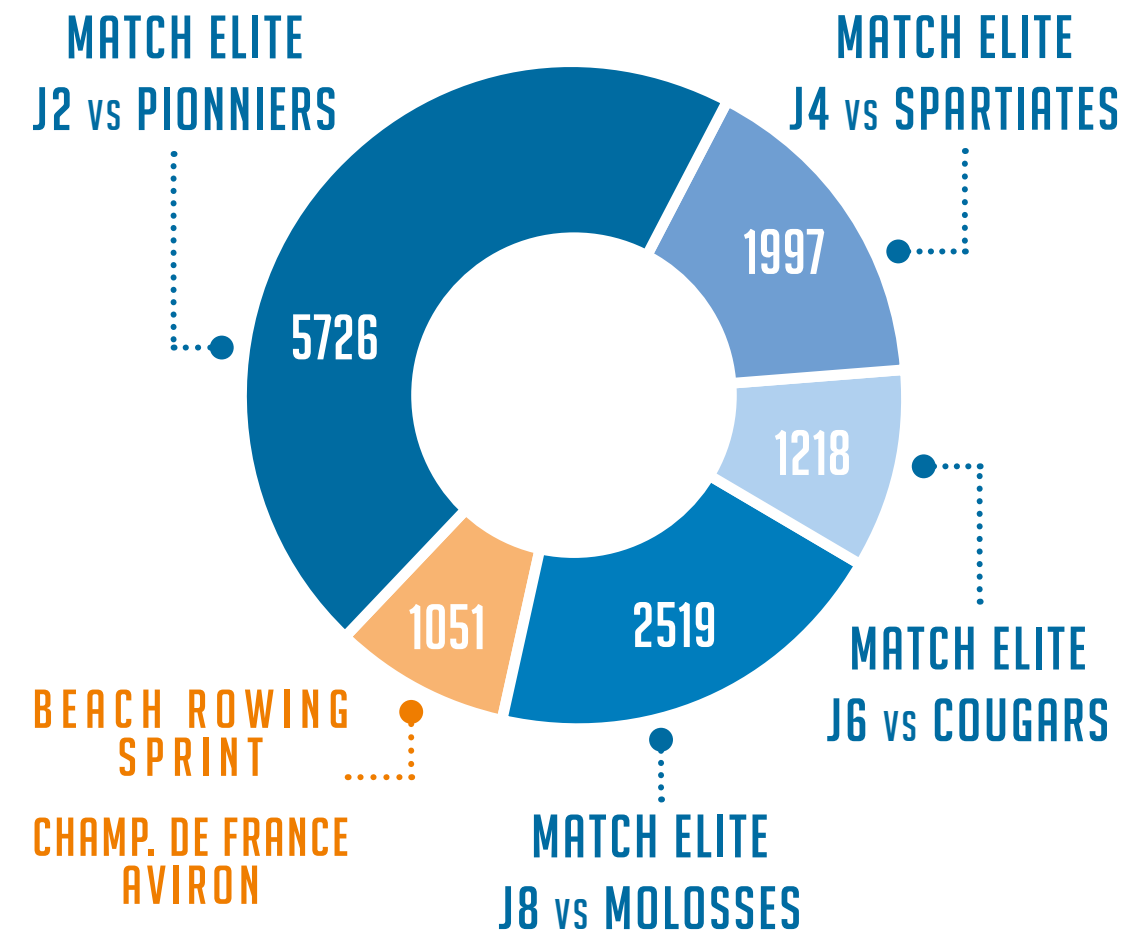 MATCH ELITE
J2 VS PIONNIERS
MATCH ELITE
J4 VS SPARTIATES
1997
5726
1218
1051
2519
MATCH ELITE
J6 VS COUGARS
BEACH ROWING
SPRINT
CHAMP. DE FRANCE
AVIRON
MATCH ELITE
J8 VS MOLOSSES